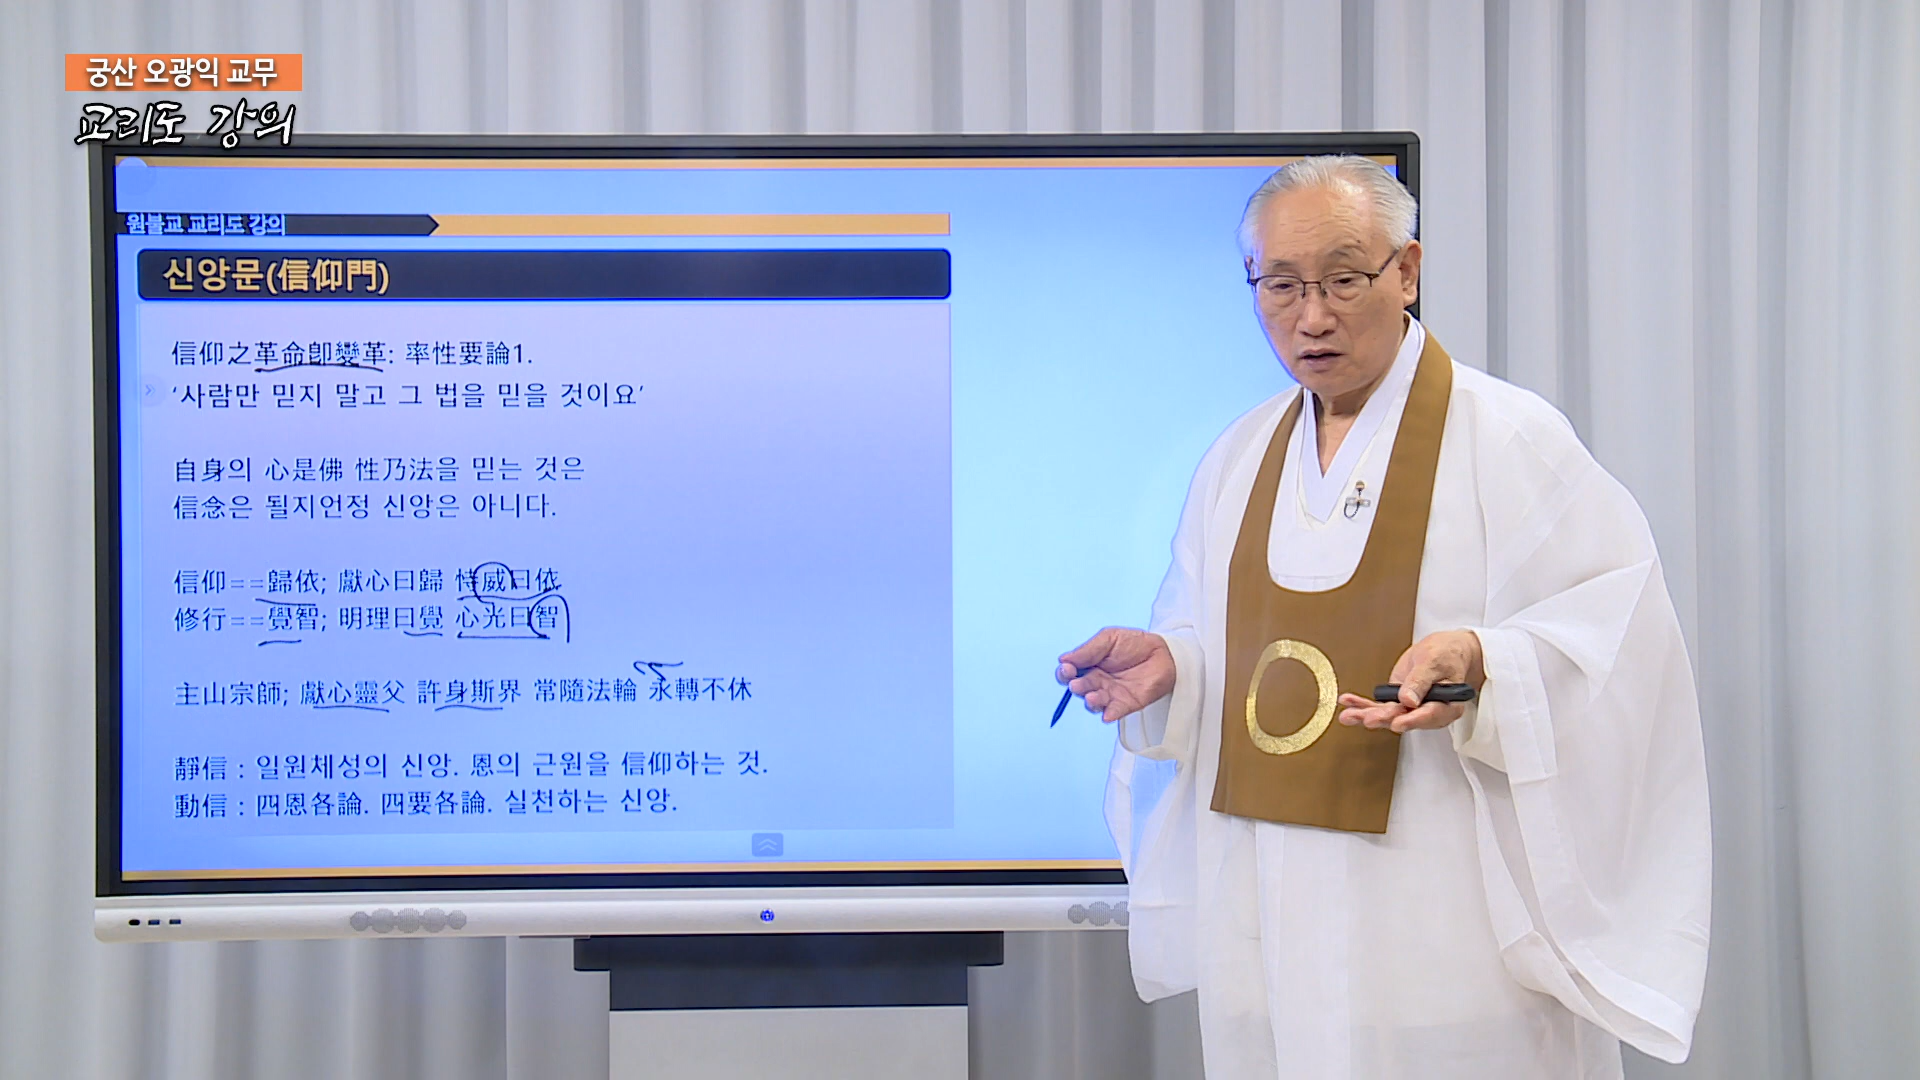 궁산 오광익 교무
교리도 강의
원불교 교리도 강의
신앙문(信仰門)
信仰之革命卽變革: 率性要論1.
‘사람만 믿지 말고 그 법을 믿을 것이요’
自身의 心是佛 性乃法을 믿는 것은
信念은 될지언정 신앙은 아니다.
信仰==歸依; 獻心曰歸 恃威曰依
修行==覺智; 明理曰覺 心光曰智
主山宗師; 獻心靈父 許身斯界 常隨法輪 永轉不休
靜信 : 일원체성의 신앙. 恩의 근원을 信仰하는 것.
動信 : 四恩各論. 四要各論. 실천하는 신앙.